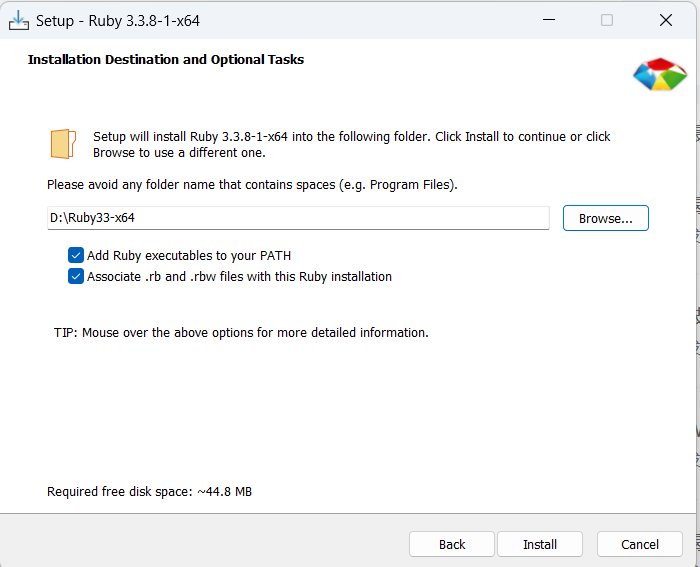 Setup - Ruby 3.3.8-1-x64
Installation Destination and Optional Tasks
Setup will install Ruby 3.3.8-1-x64 into the following folder. Click Install to continue or click
Browse to use a different one.
Please avoid any folder name that contains spaces (e.g. Program Files).
D:\Ruby33-x64
Browse...
Add Ruby executables to your PATH
Associate .rb and .rbw files with this Ruby installation
TIP: Mouse over the above options for more detailed information.
Required free disk space: ~44.8 MB
Back
Install
Cancel